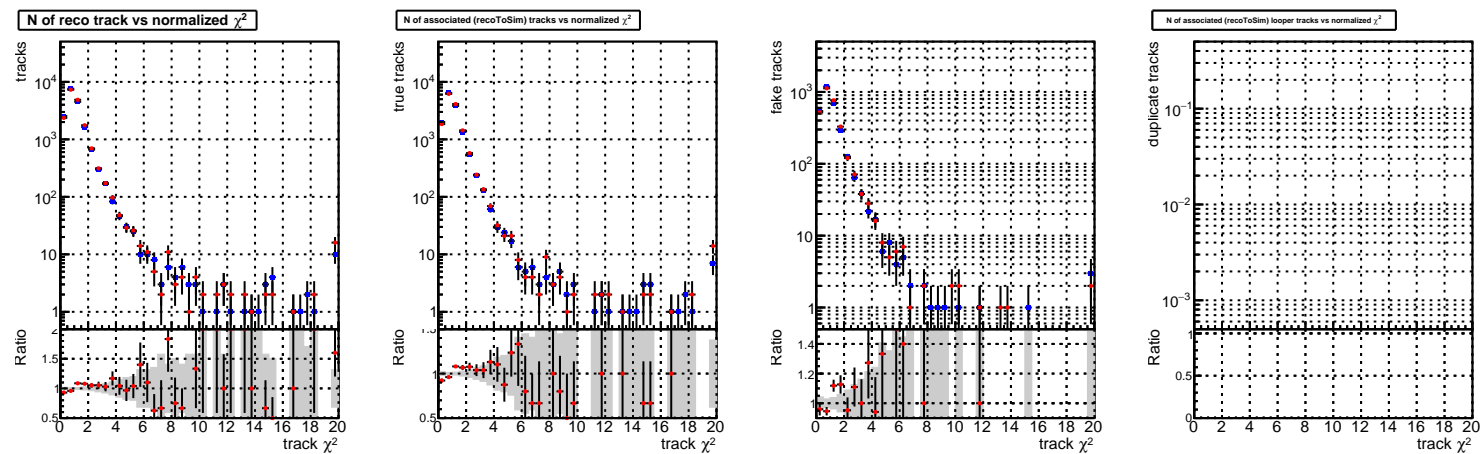 N of reco track vs normalized χ²
tracks
10⁴
10³
10²
10
1
Ratio
2
1.5
1
0.5
0 2 4 6 8 10 12 14 16 18 20
track χ²
N of associated (recoToSim) tracks vs normalized χ²
true tracks
10⁴
10³
10²
10
1
Ratio
1.5
1
0.5
0 2 4 6 8 10 12 14 16 18 20
track χ²
fake tracks
10³
10²
10
1
Ratio
1.4
1.2
1
0 2 4 6 8 10 12 14 16 18 20
track χ²
N of associated (recoToSim) looper tracks vs normalized χ²
duplicate tracks
10⁻¹
10⁻²
10⁻³
Ratio
1
0.5
0
0 2 4 6 8 10 12 14 16 18 20
track χ²